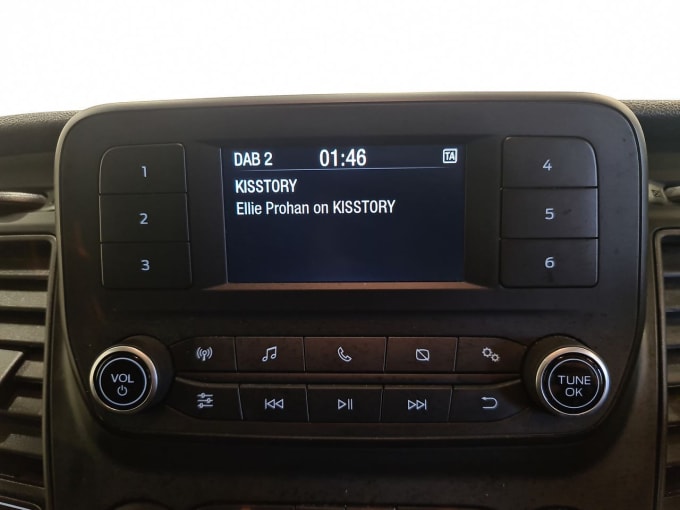 DAB 2 01:46 TA
KISSTORY
Ellie Prohan on KISSTORY
1
2
3
4
5
6
VOL
TUNE
OK